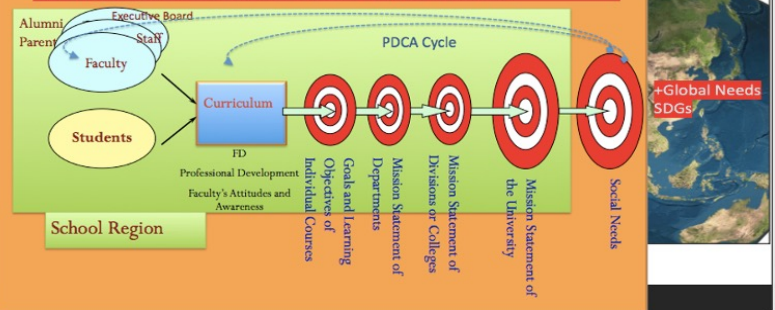 Executive Board
Alumni
Staff
Parent
Faculty
PDCA Cycle
Curriculum
Students
FD
Professional Development
Faculty's Attitudes and
Awareness
Goals and Learning
Objectives of
Individual Courses
Mission Statement of
Departments
Mission Statement of
Divisions or Colleges
Mission Statement of
the University
Social Needs
+Global Needs
SDGs
School Region